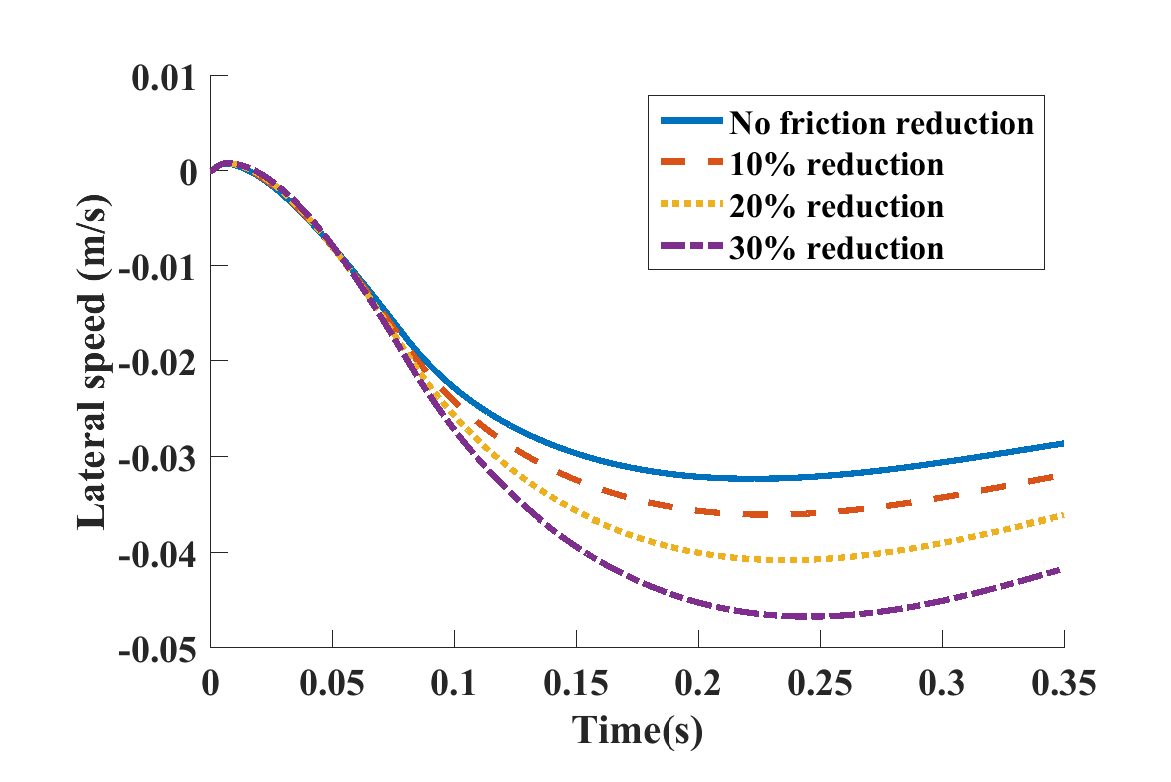 0.01
0
-0.01
-0.02
-0.03
-0.04
-0.05
Lateral speed (m/s)
No friction reduction
10% reduction
20% reduction
30% reduction
0 0.05 0.1 0.15 0.2 0.25 0.3 0.35
Time(s)